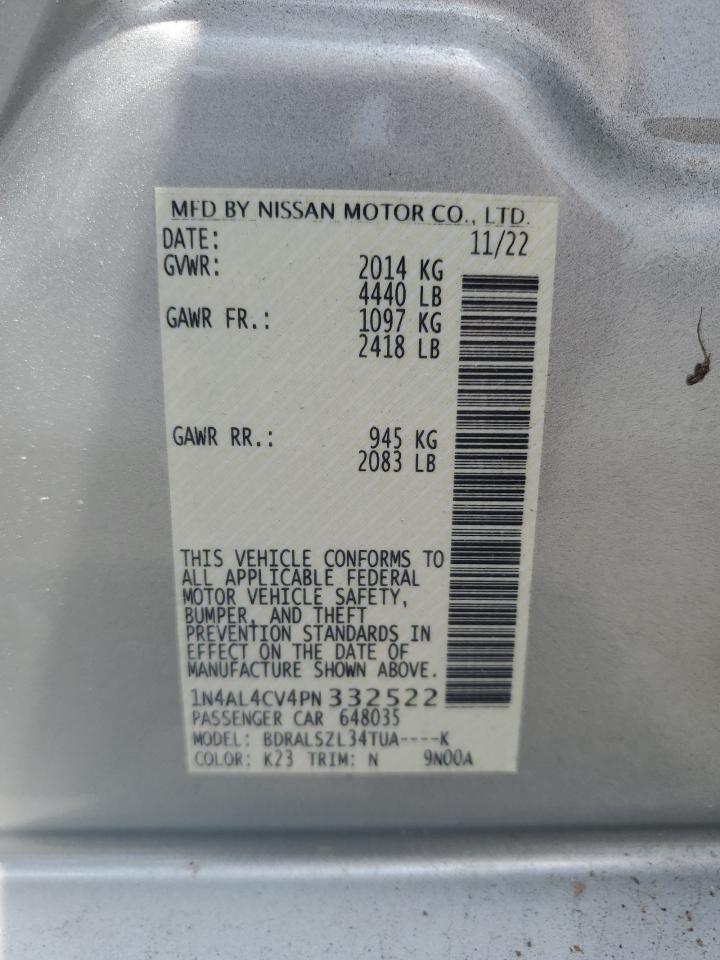 MFD BY NISSAN MOTOR CO., LTD.
DATE: 11/22
GVWR: 2014 KG
4440 LB
GAWR FR.: 1097 KG
2418 LB
GAWR RR.: 945 KG
2083 LB
THIS VEHICLE CONFORMS TO
ALL APPLICABLE FEDERAL
MOTOR VEHICLE SAFETY,
BUMPER, AND THEFT
PREVENTION STANDARDS IN
EFFECT ON THE DATE OF
MANUFACTURE SHOWN ABOVE.
1N4AL4CV4PN332522
PASSENGER CAR 648035
MODEL: BDRALSZL34TUA----K
COLOR: K23 TRIM: N 9N00A